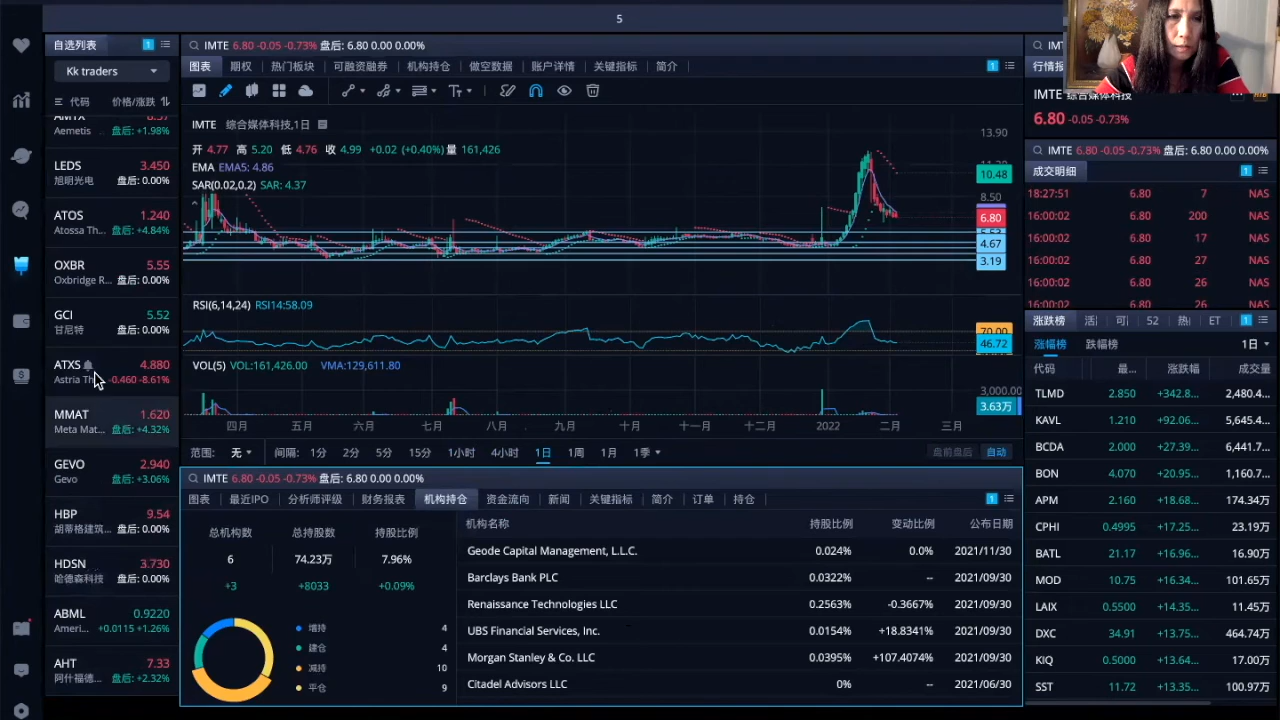 5
自选列表 1
Kk traders
代码 价格/涨跌
AMTX 8.57
Aemetis 盘后: +1.98%
LEDS 3.450
旭明光电 盘后: 0.00%
ATOS 1.240
Atossa Th... 盘后: +4.84%
OXBR 5.55
Oxbridge R... 盘后: 0.00%
GCI 5.52
甘尼特 盘后: 0.00%
ATXS 4.880
Astria Th... -0.460 -8.61%
MMAT 1.620
Meta Mat... 盘后: +4.32%
GEVO 2.940
Gevo 盘后: +3.06%
HBP 9.54
胡蒂格建筑... 盘后: 0.00%
HDSN 3.730
哈德森科技 盘后: 0.00%
ABML 0.9220
Ameri... +0.0115 +1.26%
AHT 7.33
阿什福德... 盘后: +2.32%
IMTE 6.80 -0.05 -0.73% 盘后: 6.80 0.00 0.00%
图表 期权 热门板块 可融资融券 机构持仓 做空数据 账户详情 关键指标 简介 1
IMTE 综合媒体科技,1日
开 4.77 高 5.20 低 4.76 收 4.99 +0.02 (+0.40%) 量 161,426
EMA EMA5: 4.86
SAR(0.02,0.2) SAR: 4.37
13.90
10.48
8.50
6.80
4.67
3.19
RSI(6,14,24) RSI14:58.09
70.00
46.72
VOL(5) VOL:161,426.00 VMA:129,611.80
3,000.00
3.63万
四月 五月 六月 七月 八月 九月 十月 十一月 十二月 2022 二月 三月
范围: 无 间隔: 1分 2分 5分 15分 1小时 4小时 1日 1周 1月 1季 盘前盘后 自动
IMTE 6.80 -0.05 -0.73% 盘后: 6.80 0.00 0.00%
图表 最近IPO 分析师评级 财务报表 机构持仓 资金流向 新闻 关键指标 简介 订单 持仓 1
总机构数 总持股数 持股比例
6 74.23万 7.96%
+3 +8033 +0.09%
增持 4
建仓 4
减持 10
平仓 9
机构名称 持股比例 变动比例 公布日期
Geode Capital Management, L.L.C. 0.024% 0.0% 2021/11/30
Barclays Bank PLC 0.0322% -- 2021/09/30
Renaissance Technologies LLC 0.2563% -0.3667% 2021/09/30
UBS Financial Services, Inc. 0.0154% +18.8341% 2021/09/30
Morgan Stanley & Co. LLC 0.0395% +107.4074% 2021/09/30
Citadel Advisors LLC 0% -- 2021/06/30
IM
行情报
IMTE 综合媒体科技
6.80 -0.05 -0.73%
IMTE 6.80 -0.05 -0.73% 盘后: 6.80 0.00 0.00%
成交明细 1
18:27:51 6.80 7 NAS
16:00:02 6.80 200 NAS
16:00:02 6.80 17 NAS
16:00:02 6.80 27 NAS
16:00:02 6.80 26 NAS
16:00:02 6.80 26 NAS
涨跌榜 52 ET 1
涨幅榜 跌幅榜 1日
代码 最... 涨跌幅 成交量
TLMD 2.850 +342.8... 2,480.4...
KAVL 1.210 +92.06... 5,645.4...
BCDA 2.000 +27.39... 6,441.7...
BON 4.070 +20.95... 1,160.7...
APM 2.160 +18.68... 174.34万
CPHI 0.4995 +17.25... 23.19万
BATL 21.17 +16.96... 16.90万
MOD 10.75 +16.34... 101.65万
LAIX 0.5500 +14.35... 11.45万
DXC 34.91 +13.75... 464.74万
KIQ 0.5000 +13.64... 17.00万
SST 11.72 +13.35... 100.97万